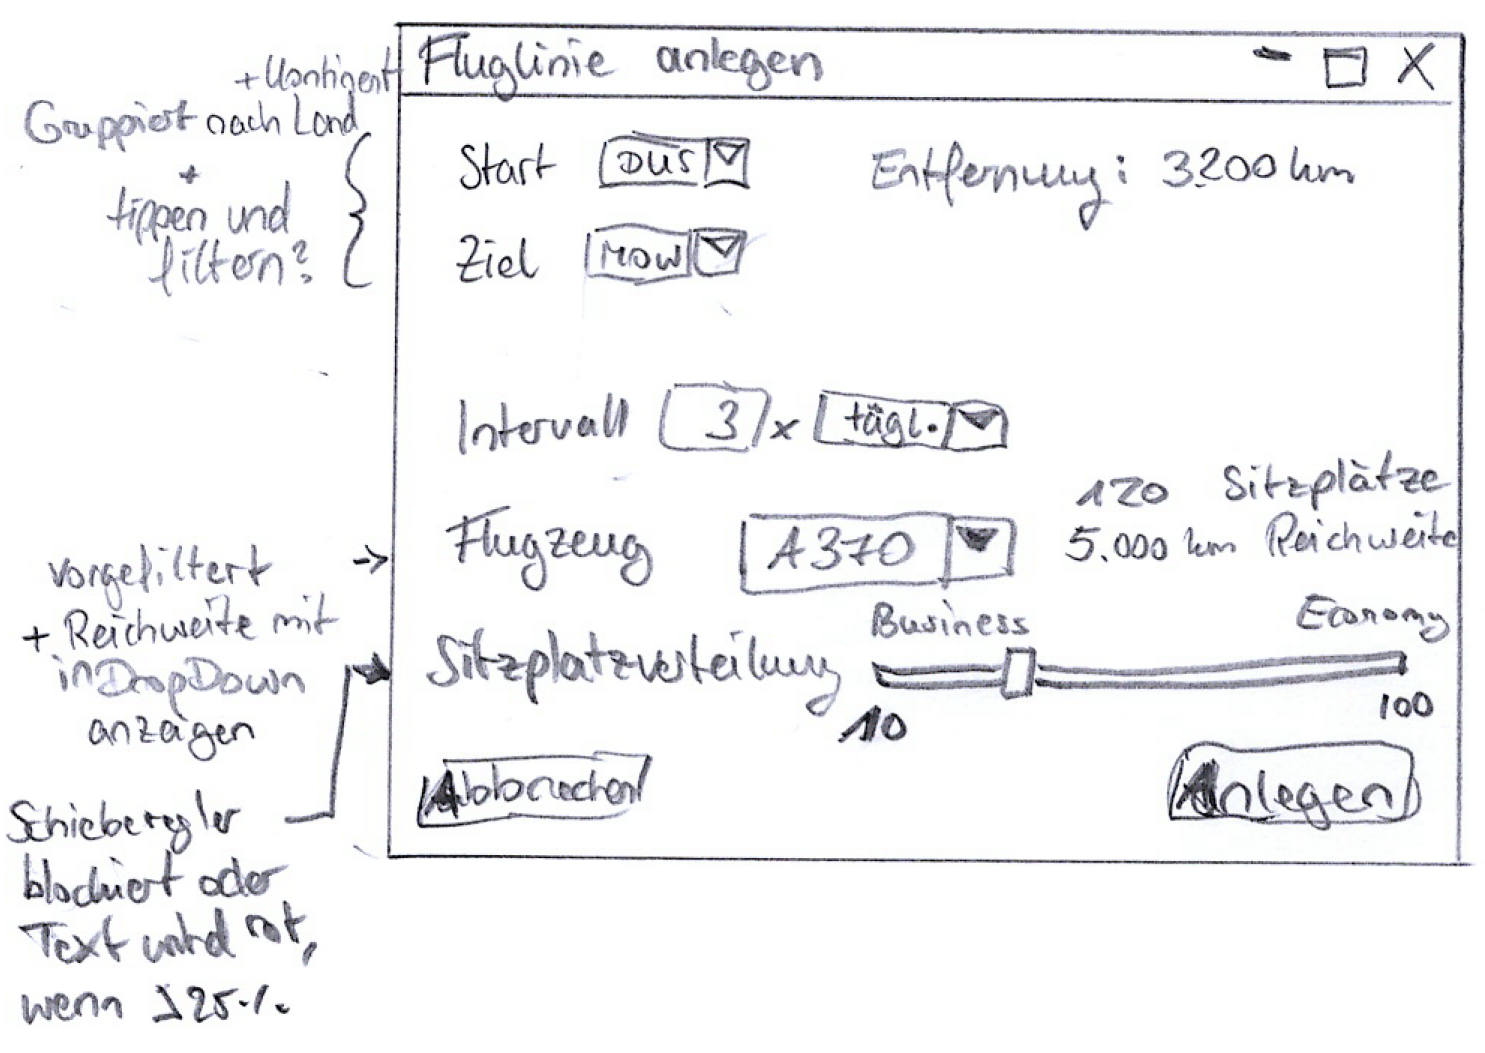 Fluglinie anlegen - □ X
+ Kontinent
Gruppiert nach Land
+
tippen und
filtern?
Start DUS
Entfernung: 3.200 km
Ziel MOW
Intervall 3 x tägl.
120 Sitzplätze
Flugzeug A370
5.000 km Reichweite
vorgefiltert ->
+ Reichweite mit
in DropDown
anzeigen
Business Economy
Sitzplatzverteilung
10 100
Abbrechen Anlegen
Schieberegler
blockiert oder
Text wird rot,
wenn 25%